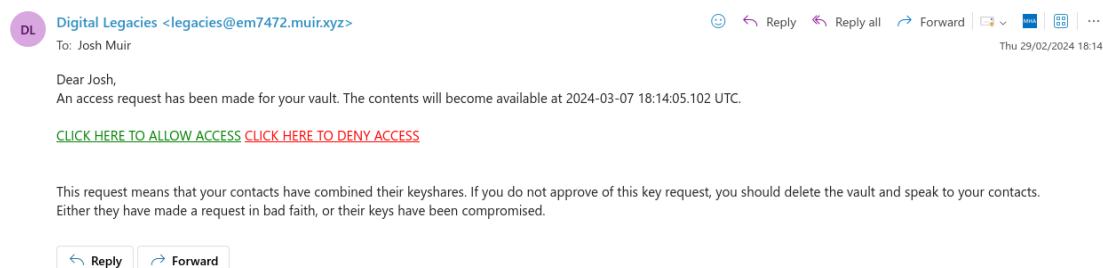 DL
Digital Legacies <legacies@em7472.muir.xyz>
Reply
Reply all
Forward
MHA
To: Josh Muir
Thu 29/02/2024 18:14
Dear Josh,
An access request has been made for your vault. The contents will become available at 2024-03-07 18:14:05.102 UTC.
CLICK HERE TO ALLOW ACCESS CLICK HERE TO DENY ACCESS
This request means that your contacts have combined their keyshares. If you do not approve of this key request, you should delete the vault and speak to your contacts.
Either they have made a request in bad faith, or their keys have been compromised.
Reply
Forward